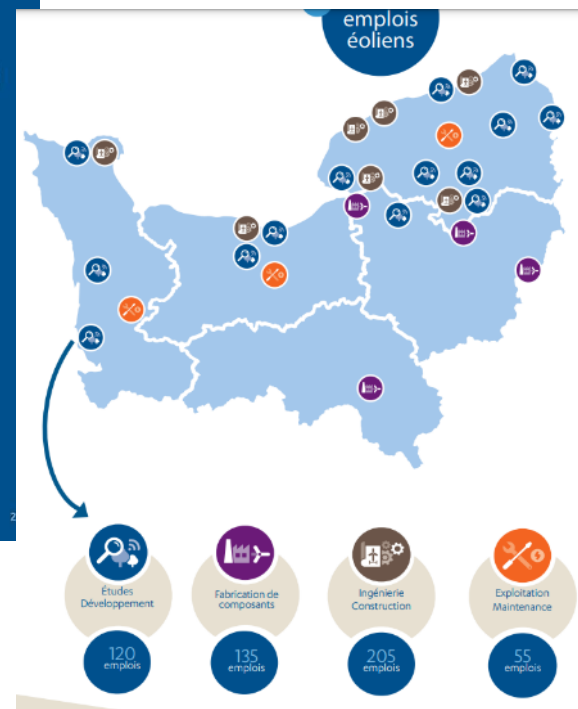 emplois
éoliens
2
Études
Développement
Fabrication de
composants
Ingénierie
Construction
Exploitation
Maintenance
120
emplois
135
emplois
205
emplois
55
emplois